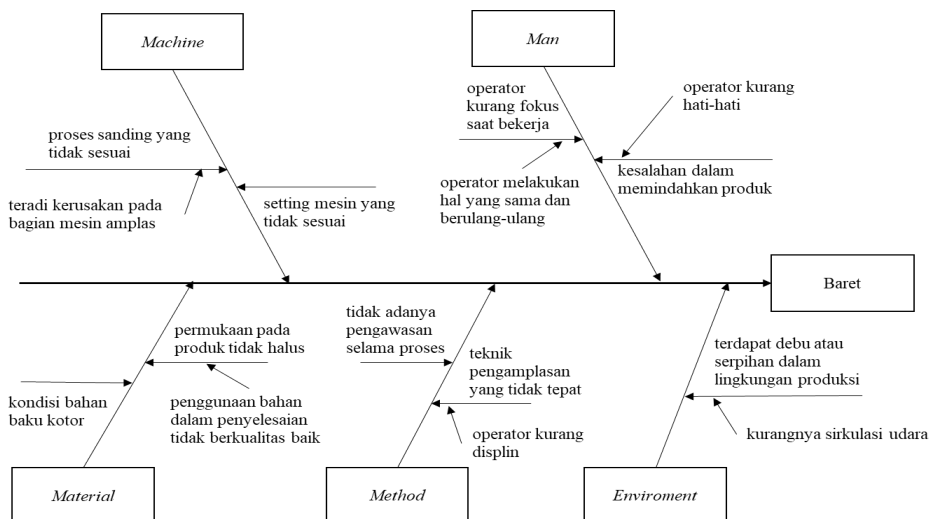 Machine
Man
proses sanding yang
tidak sesuai
teradi kerusakan pada
bagian mesin amplas
setting mesin yang
tidak sesuai
operator
kurang fokus
saat bekerja
operator melakukan
hal yang sama dan
berulang-ulang
operator kurang
hati-hati
kesalahan dalam
memindahkan produk
Baret
permukaan pada
produk tidak halus
kondisi bahan
baku kotor
penggunaan bahan
dalam penyelesaian
tidak berkualitas baik
tidak adanya
pengawasan
selama proses
teknik
pengamplasan
yang tidak tepat
operator kurang
displin
terdapat debu atau
serpihan dalam
lingkungan produksi
kurangnya sirkulasi udara
Material
Method
Enviroment